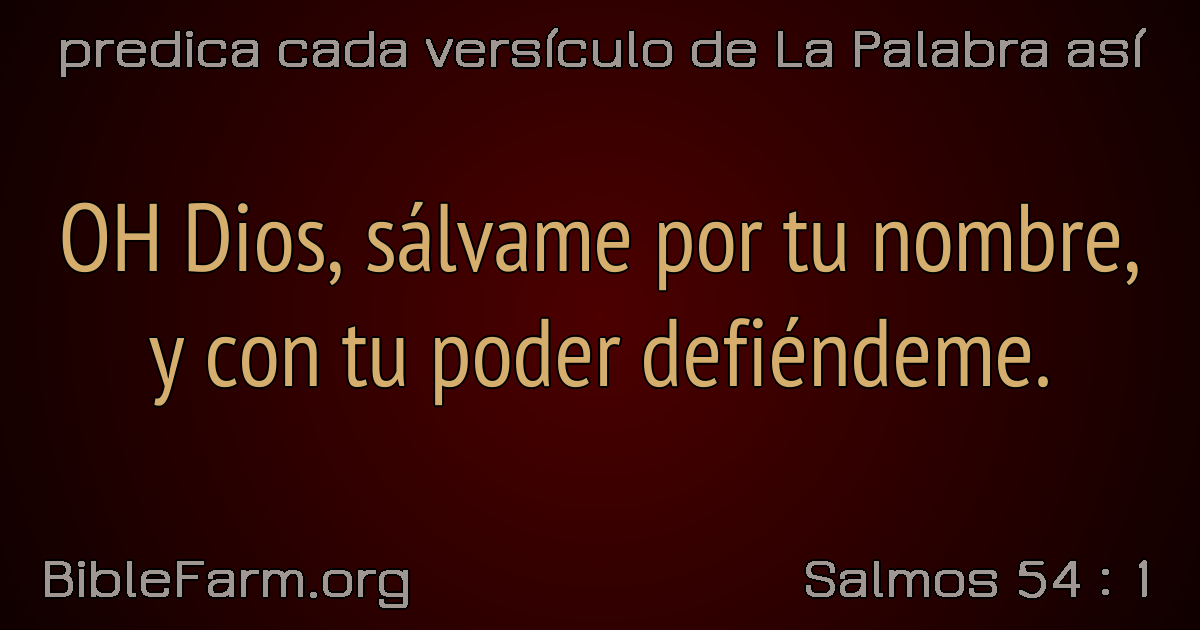 predica cada versículo de La Palabra así
OH Dios, sálvame por tu nombre,
y con tu poder defiéndeme.
BibleFarm.org
Salmos 54 : 1